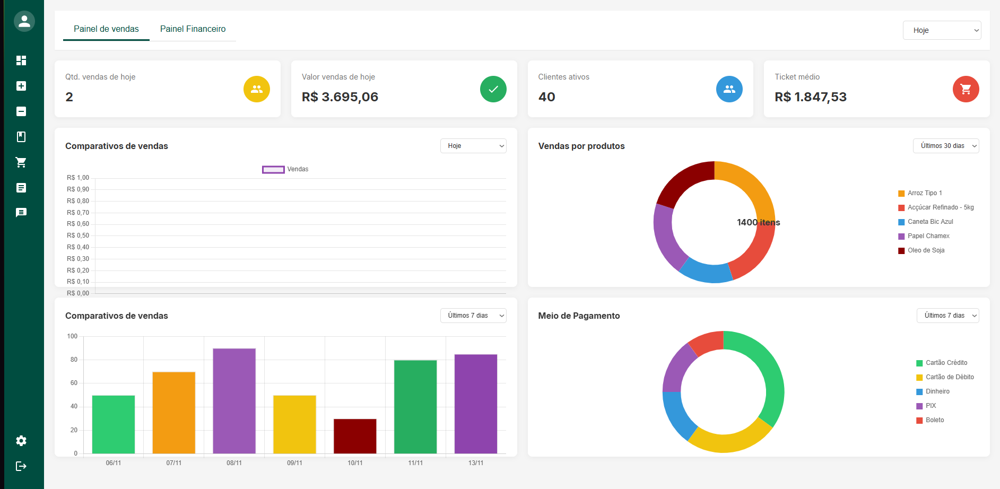 Painel de vendas
Painel Financeiro
Hoje
Qtd. vendas de hoje
2
Valor vendas de hoje
R$ 3.695,06
Clientes ativos
40
Ticket médio
R$ 1.847,53
Comparativos de vendas
Hoje
Vendas
R$ 1,00
R$ 0,90
R$ 0,80
R$ 0,70
R$ 0,60
R$ 0,50
R$ 0,40
R$ 0,30
R$ 0,20
R$ 0,10
R$ 0,00
Vendas por produtos
Últimos 30 dias
1400 itens
Arroz Tipo 1
Acçúcar Refinado - 5kg
Caneta Bic Azul
Papel Chamex
Oleo de Soja
Comparativos de vendas
Últimos 7 dias
100
80
60
40
20
0
06/11
07/11
08/11
09/11
10/11
11/11
13/11
Meio de Pagamento
Últimos 7 dias
Cartão Crédito
Cartão de Débito
Dinheiro
PIX
Boleto